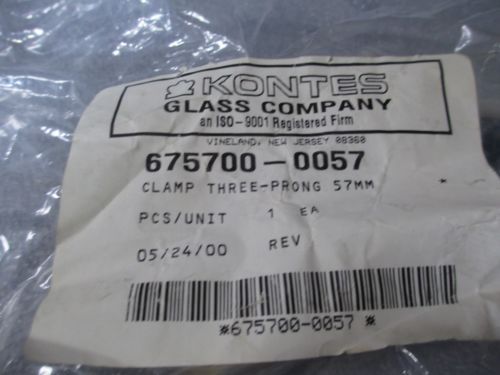 KONTES
GLASS COMPANY
an ISO-9001 Registered Firm
VINELAND, NEW JERSEY 08360
675700-0057
CLAMP THREE-PRONG 57MM
PCS/UNIT 1 EA
05/24/00 REV
*675700-0057*